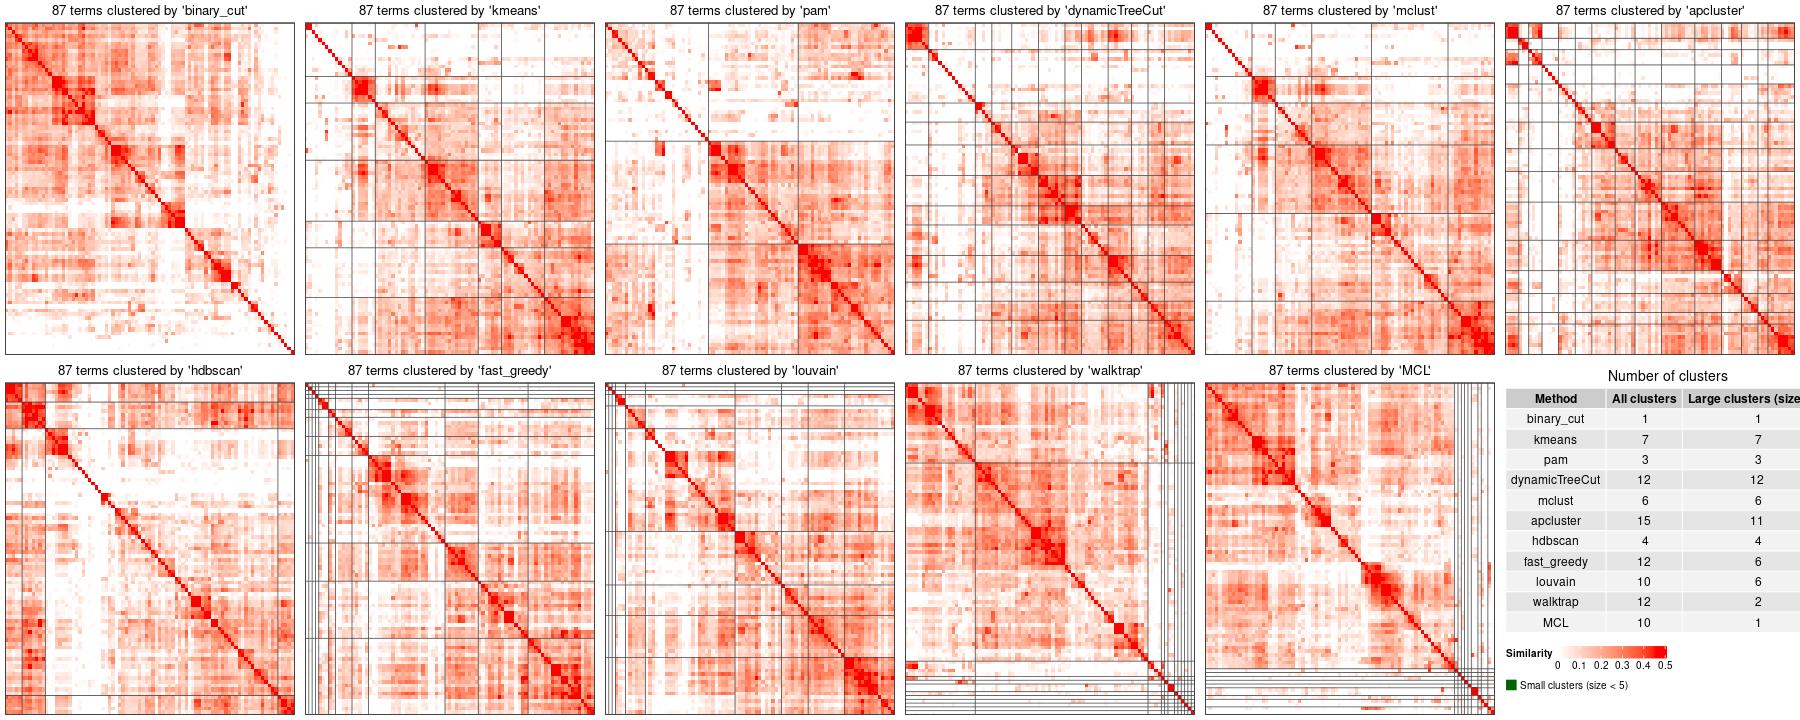 87 terms clustered by 'binary_cut'
87 terms clustered by 'kmeans'
87 terms clustered by 'pam'
87 terms clustered by 'dynamicTreeCut'
87 terms clustered by 'mclust'
87 terms clustered by 'apcluster'
87 terms clustered by 'hdbscan'
87 terms clustered by 'fast_greedy'
87 terms clustered by 'louvain'
87 terms clustered by 'walktrap'
87 terms clustered by 'MCL'
Number of clusters
Method All clusters Large clusters (size
binary_cut 1 1
kmeans 7 7
pam 3 3
dynamicTreeCut 12 12
mclust 6 6
apcluster 15 11
hdbscan 4 4
fast_greedy 12 6
louvain 10 6
walktrap 12 2
MCL 10 1
Similarity
0 0.1 0.2 0.3 0.4 0.5
Small clusters (size < 5)